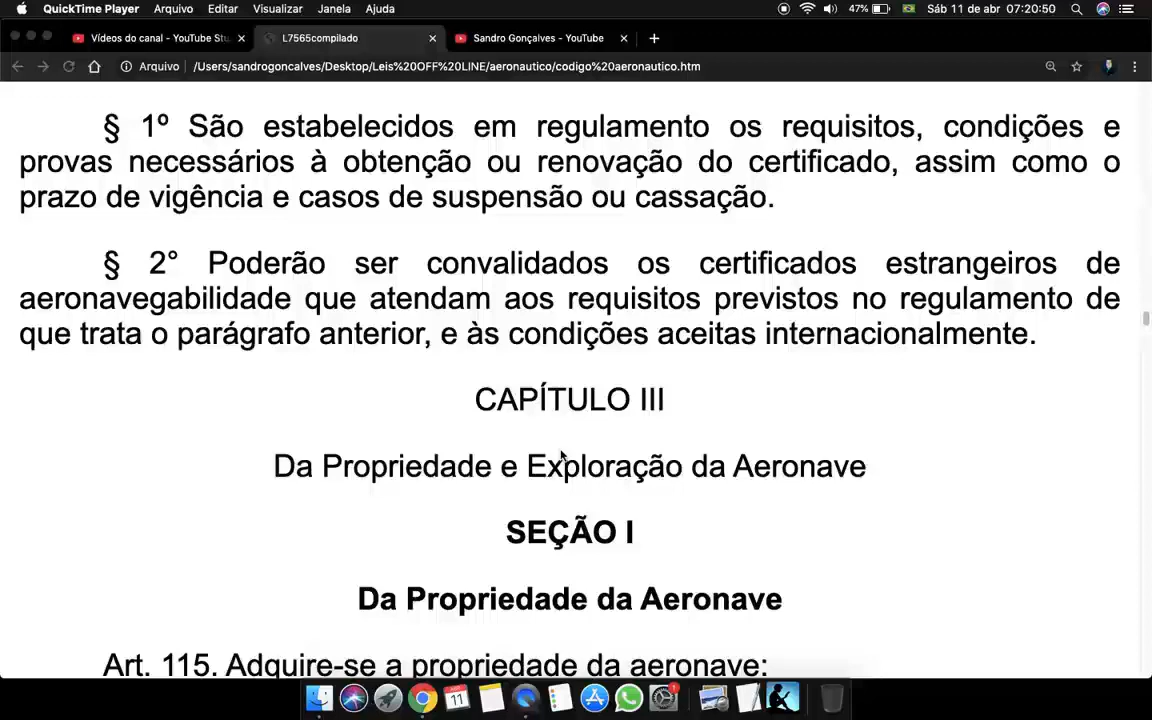 QuickTime Player Arquivo Editar Visualizar Janela Ajuda 47% Sáb 11 de abr 07:20:50
Vídeos do canal - YouTube Stu L7565compilado Sandro Gonçalves - YouTube
Arquivo /Users/sandrogoncalves/Desktop/Leis%20OFF%20LINE/aeronautico/codigo%20aeronautico.htm
§ 1º São estabelecidos em regulamento os requisitos, condições e
provas necessários à obtenção ou renovação do certificado, assim como o
prazo de vigência e casos de suspensão ou cassação.
§ 2° Poderão ser convalidados os certificados estrangeiros de
aeronavegabilidade que atendam aos requisitos previstos no regulamento de
que trata o parágrafo anterior, e às condições aceitas internacionalmente.
CAPÍTULO III
Da Propriedade e Exploração da Aeronave
SEÇÃO I
Da Propriedade da Aeronave
Art. 115. Adquire-se a propriedade da aeronave:
11
1